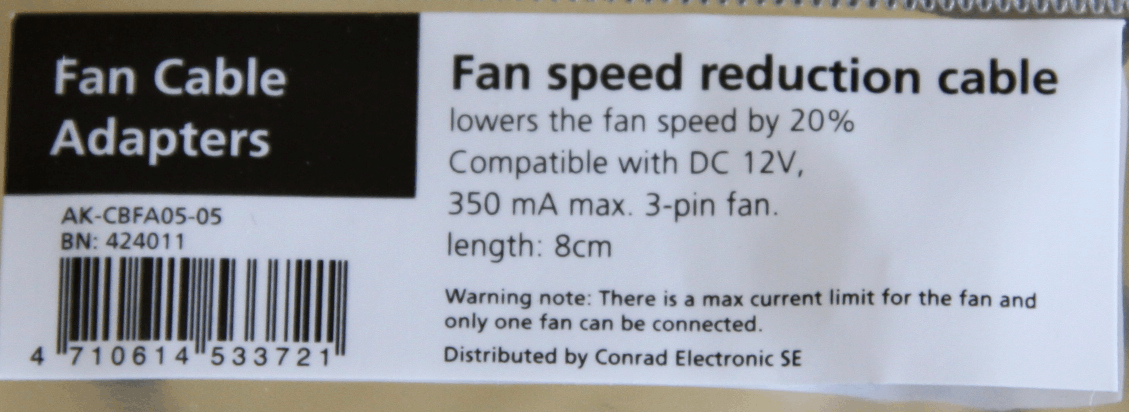 Fan Cable
Adapters
AK-CBFA05-05
BN: 424011
4 710614 533721
Fan speed reduction cable
lowers the fan speed by 20%
Compatible with DC 12V,
350 mA max. 3-pin fan.
length: 8cm
Warning note: There is a max current limit for the fan and
only one fan can be connected.
Distributed by Conrad Electronic SE